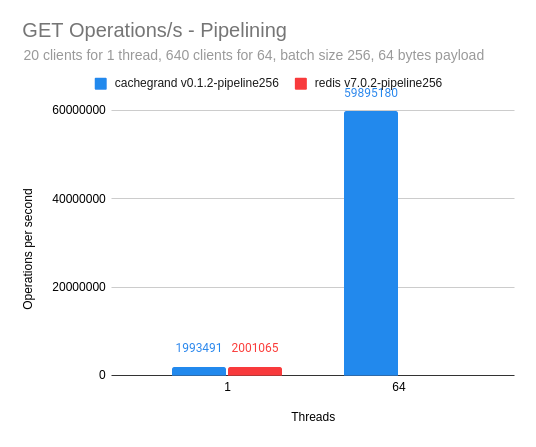 GET Operations/s - Pipelining
20 clients for 1 thread, 640 clients for 64, batch size 256, 64 bytes payload
cachegrand v0.1.2-pipeline256 redis v7.0.2-pipeline256
59895180
60000000
40000000
20000000
0
Operations per second
1993491 2001065
1 64
Threads